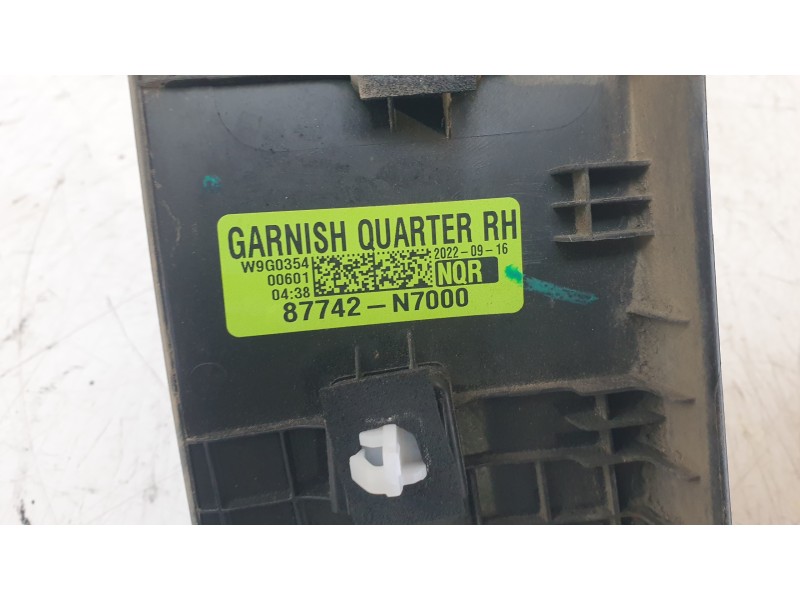 GARNISH QUARTER RH
W9G0354 2022-09-16
00601 NQR
04:38
87742-N7000